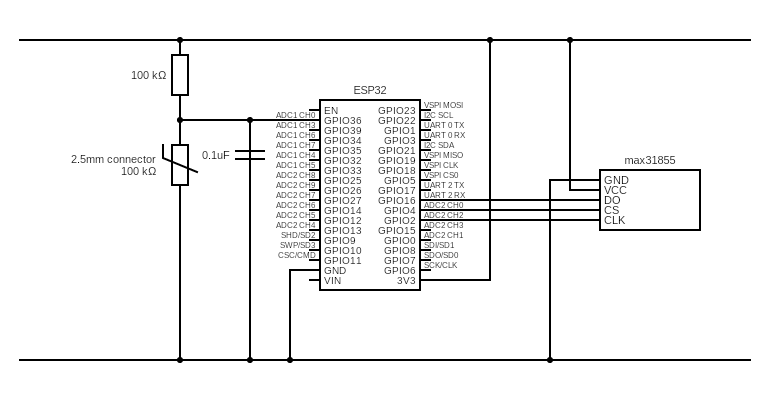 ESP32
100 kΩ
2.5mm connector
100 kΩ
0.1uF
ADC1 CH0
ADC1 CH3
ADC1 CH6
ADC1 CH7
ADC1 CH4
ADC1 CH5
ADC2 CH8
ADC2 CH9
ADC2 CH7
ADC2 CH6
ADC2 CH5
ADC2 CH4
SHD/SD2
SWP/SD3
CSC/CMD
EN
GPIO36
GPIO39
GPIO34
GPIO35
GPIO32
GPIO33
GPIO25
GPIO26
GPIO27
GPIO14
GPIO12
GPIO13
GPIO9
GPIO10
GPIO11
GND
VIN
GPIO23
GPIO22
GPIO1
GPIO3
GPIO21
GPIO19
GPIO18
GPIO5
GPIO17
GPIO16
GPIO4
GPIO2
GPIO15
GPIO0
GPIO8
GPIO7
GPIO6
3V3
VSPI MOSI
I2C SCL
UART 0 TX
UART 0 RX
I2C SDA
VSPI MISO
VSPI CLK
VSPI CS0
UART 2 TX
UART 2 RX
ADC2 CH0
ADC2 CH2
ADC2 CH3
ADC2 CH1
SDI/SD1
SDO/SD0
SCK/CLK
max31855
GND
VCC
DO
CS
CLK